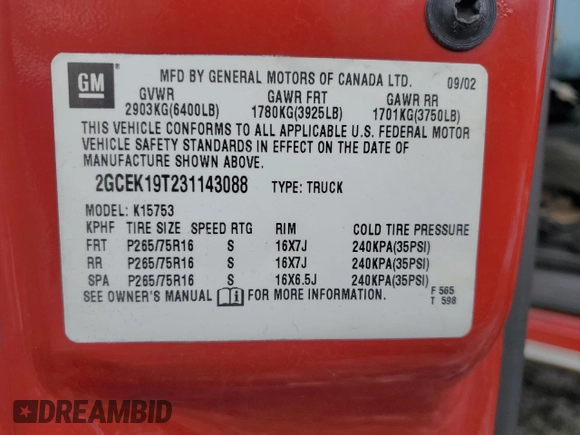 GM
MFD BY GENERAL MOTORS OF CANADA LTD. 09/02
GVWR GAWR FRT GAWR RR
2903KG(6400LB) 1780KG(3925LB) 1701KG(3750LB)
THIS VEHICLE CONFORMS TO ALL APPLICABLE U.S. FEDERAL MOTOR
VEHICLE SAFETY STANDARDS IN EFFECT ON THE DATE OF
MANUFACTURE SHOWN ABOVE.
2GCEK19T231143088 TYPE: TRUCK
MODEL: K15753
KPHF TIRE SIZE SPEED RTG RIM COLD TIRE PRESSURE
FRT P265/75R16 S 16X7J 240KPA(35PSI)
RR P265/75R16 S 16X7J 240KPA(35PSI)
SPA P265/75R16 S 16X6.5J 240KPA(35PSI)
SEE OWNER'S MANUAL FOR MORE INFORMATION.
F 565
T 598
DREAMBID